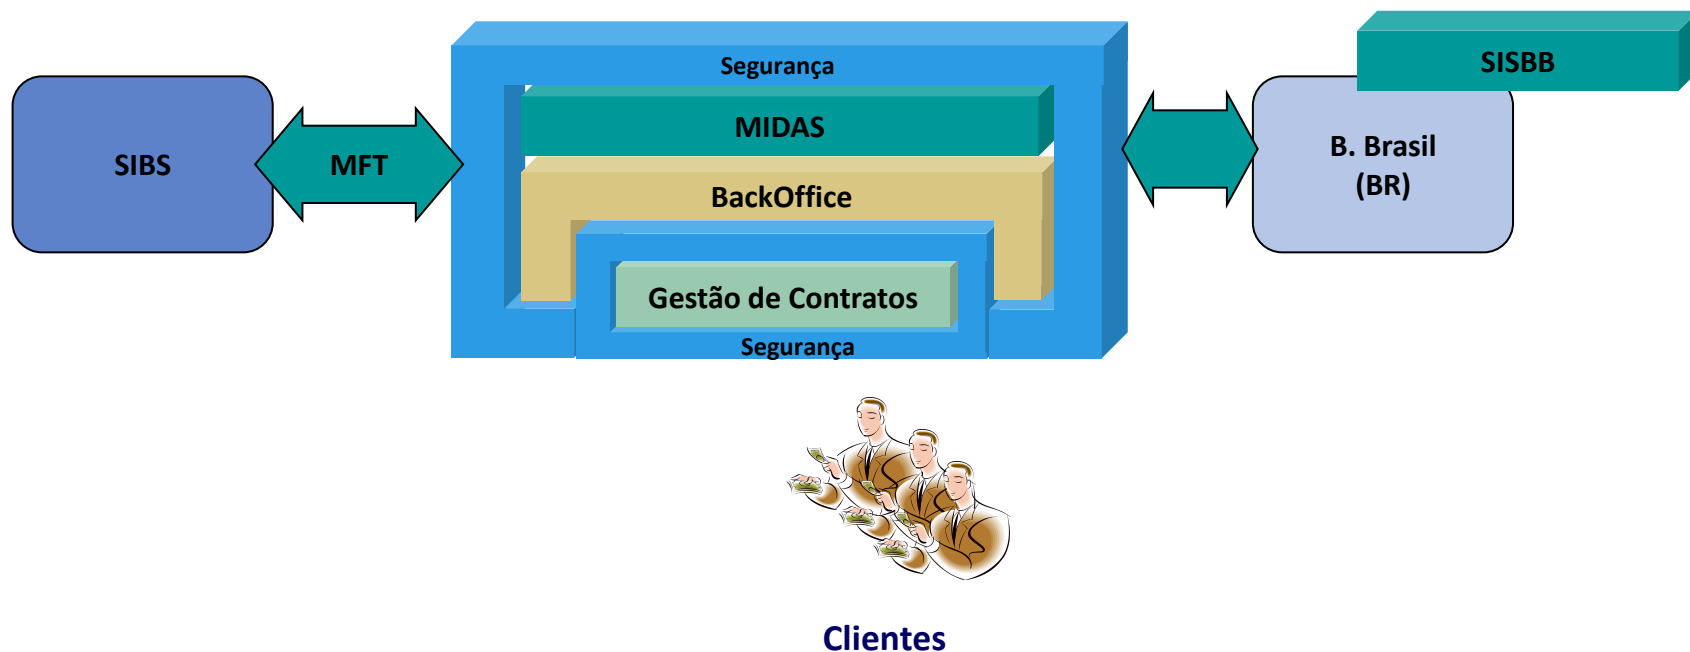 SISBB
Segurança
MIDAS
SIBS
MFT
B. Brasil
(BR)
BackOffice
Gestão de Contratos
Segurança
Clientes